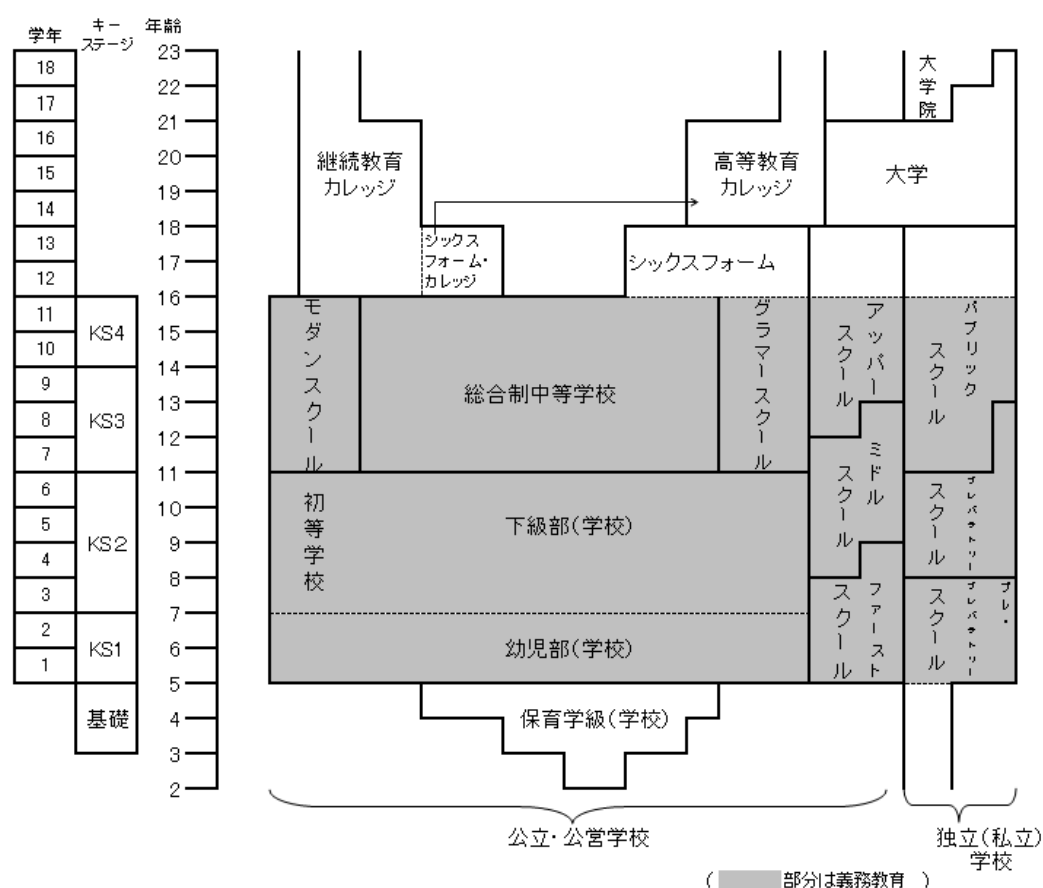 学年
キー
ステージ
年齢
18
17
16
15
14
13
12
11
10
9
8
7
6
5
4
3
2
1
KS4
KS3
KS2
KS1
基礎
23
22
21
20
19
18
17
16
15
14
13
12
11
10
9
8
7
6
5
4
3
2
継続教育
カレッジ
高等教育
カレッジ
大学
大学院
シックス
フォーム・
カレッジ
シックスフォーム
モダンスクール
総合制中等学校
グラマースクール
アッパー
スクール
パブリック
スクール
ミドル
スクール
初等学校
下級部(学校)
プレパラトリー
スクール
幼児部(学校)
ファースト
スクール
プレ・
プレパラトリー
スクール
保育学級(学校)
公立・公営学校
独立(私立)
学校
( 部分は義務教育 )